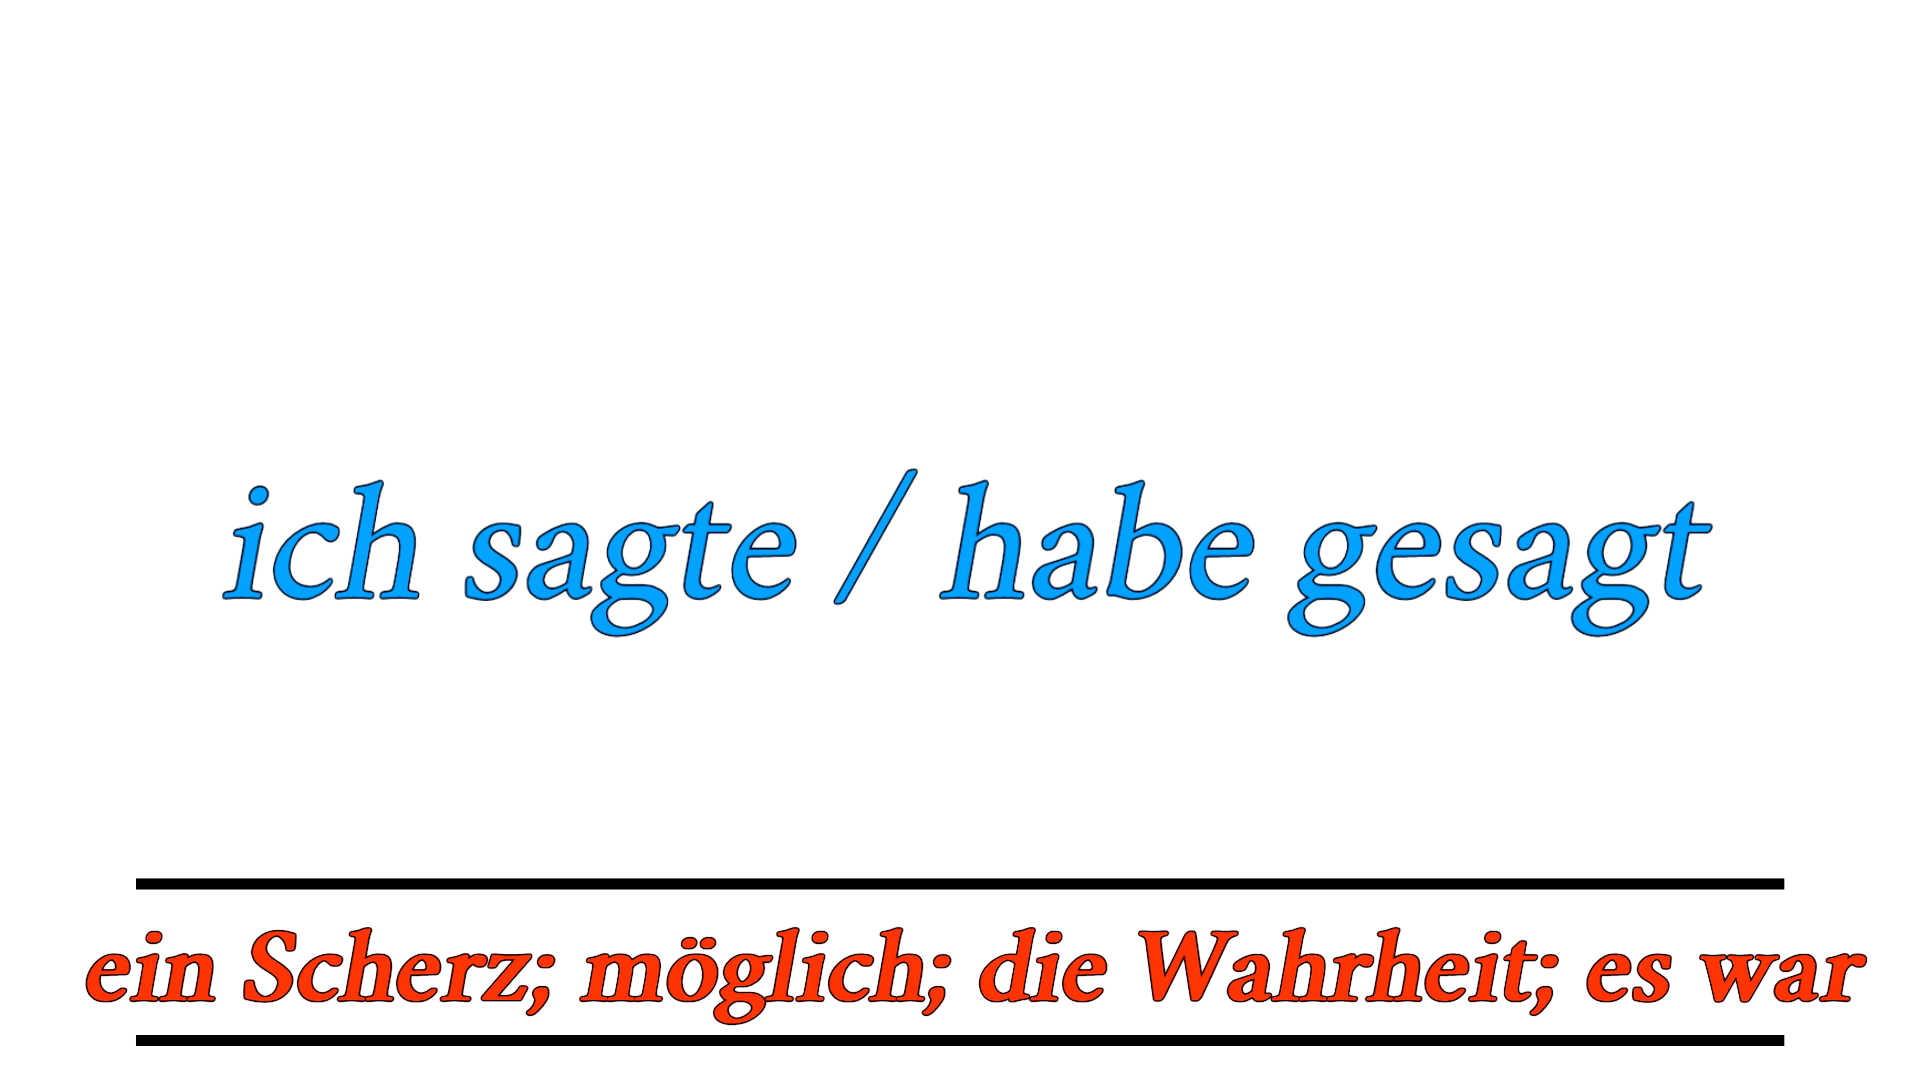 ich sagte / habe gesagt
ein Scherz; möglich; die Wahrheit; es war